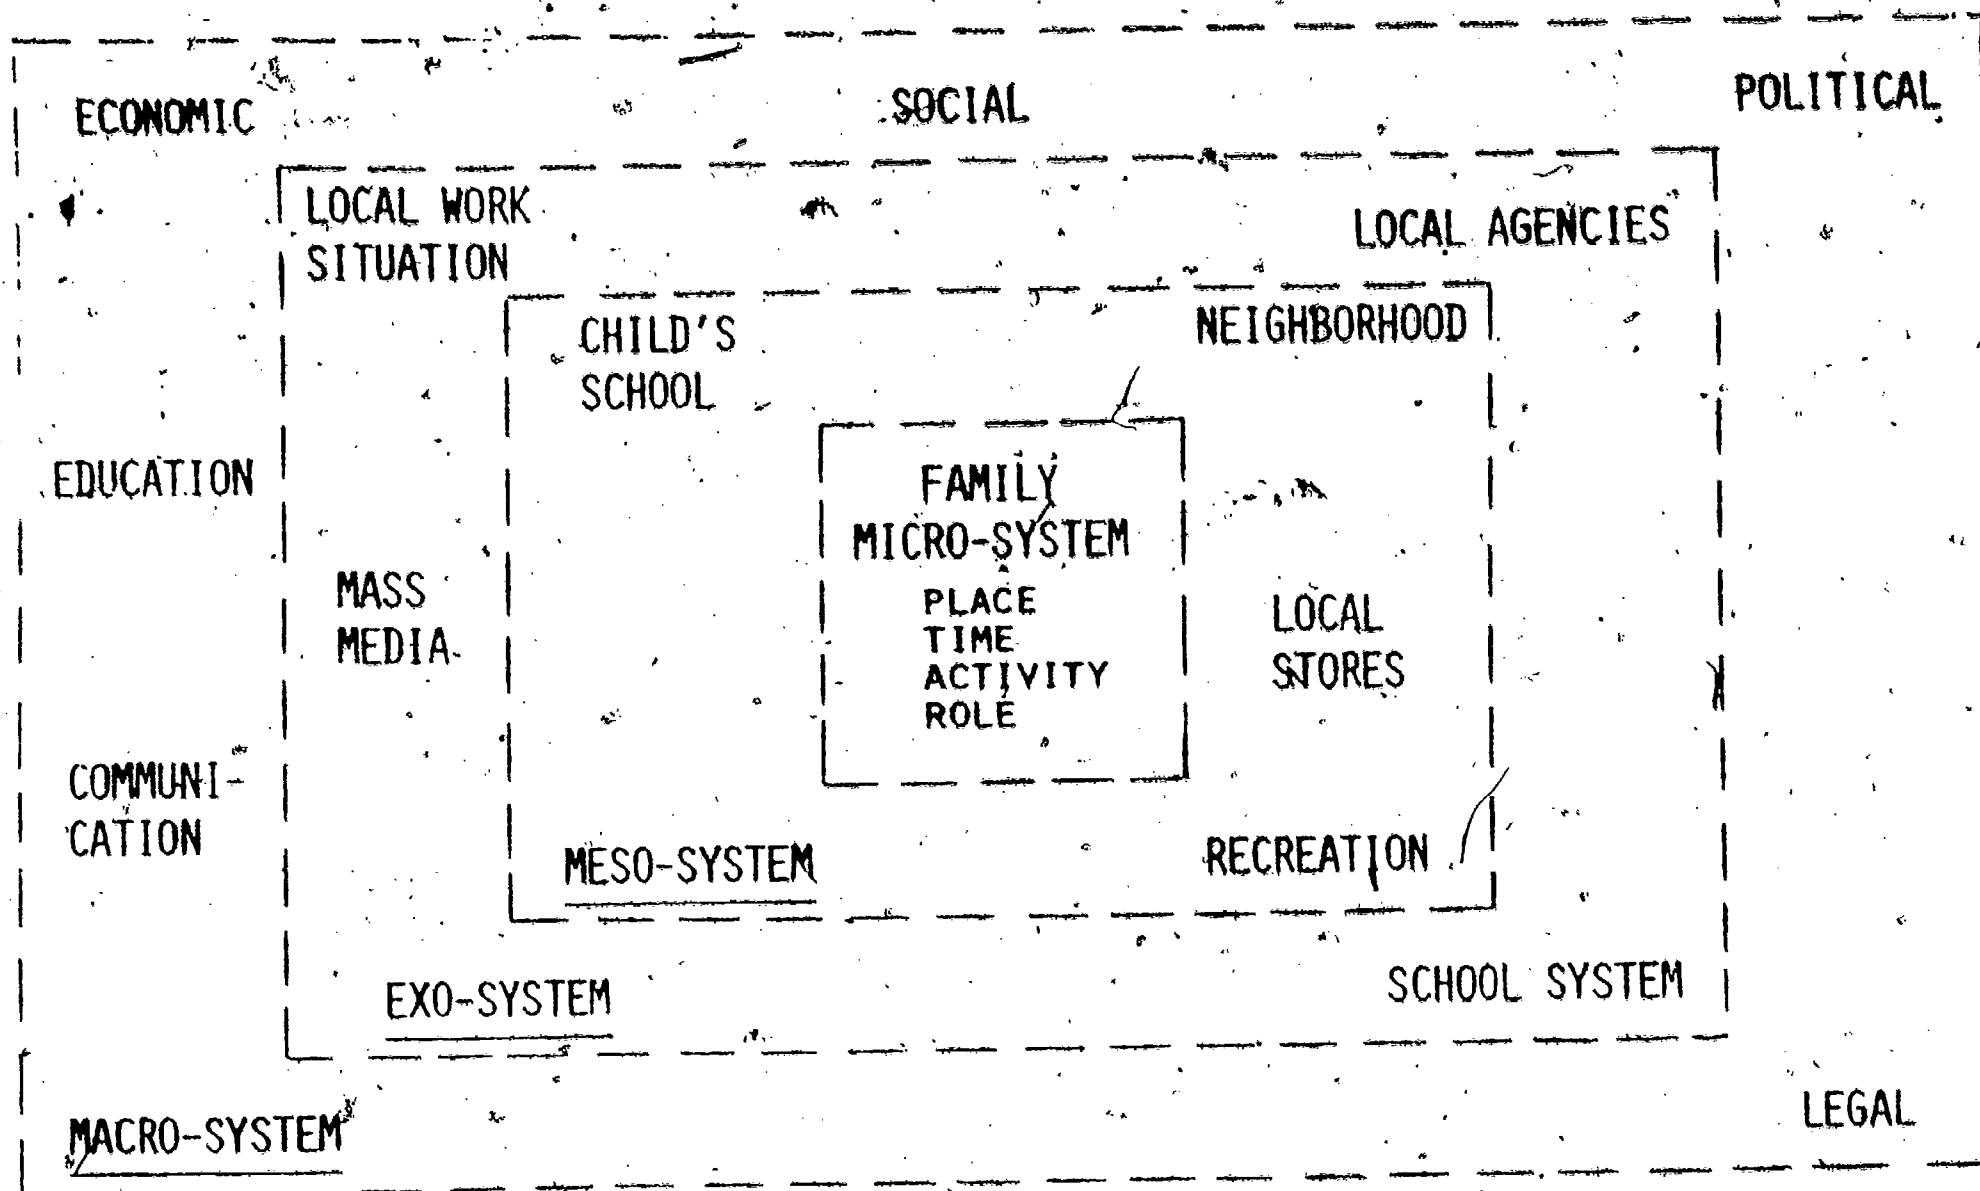 ECONOMIC SOCIAL POLITICAL
LOCAL WORK
SITUATION
LOCAL AGENCIES
CHILD'S
SCHOOL
NEIGHBORHOOD
FAMILY
MICRO-SYSTEM
PLACE
TIME
ACTIVITY
ROLE
EDUCATION
MASS
MEDIA
LOCAL
STORES
COMMUNI-
CATION
MESO-SYSTEM
RECREATION
EXO-SYSTEM
SCHOOL SYSTEM
MACRO-SYSTEM
LEGAL